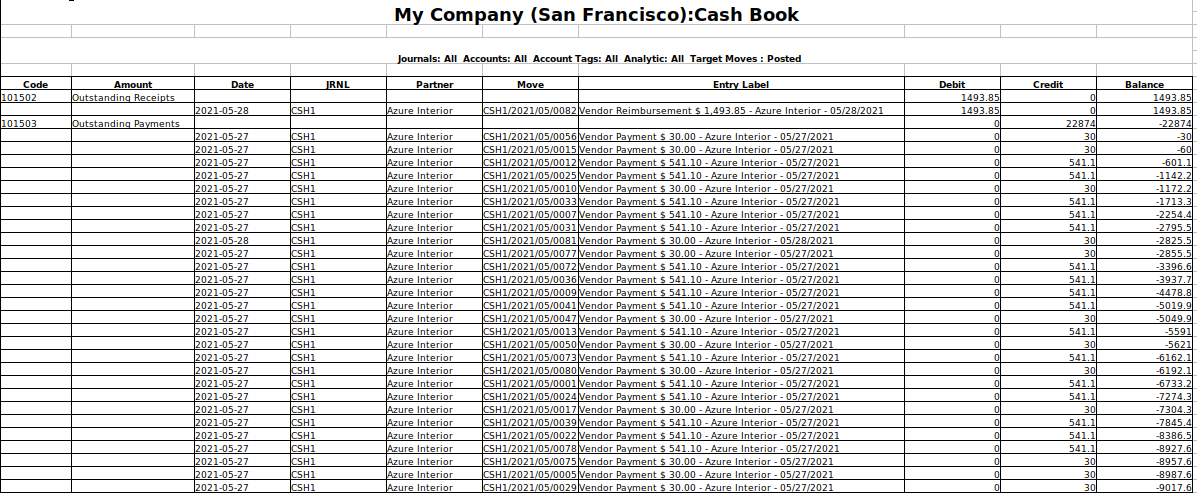 My Company (San Francisco):Cash Book
Journals: All Accounts: All Account Tags: All Analytic: All Target Moves : Posted
Code Amount Date JRNL Partner Move Entry Label Debit Credit Balance
101502 Outstanding Receipts 1493.85 0 1493.85
2021-05-28 CSH1 Azure Interior CSH1/2021/05/0082 Vendor Reimbursement $ 1,493.85 - Azure Interior - 05/28/2021 1493.85 0 1493.85
101503 Outstanding Payments 0 22874 -22874
2021-05-27 CSH1 Azure Interior CSH1/2021/05/0056 Vendor Payment $ 30.00 - Azure Interior - 05/27/2021 0 30 -30
2021-05-27 CSH1 Azure Interior CSH1/2021/05/0015 Vendor Payment $ 30.00 - Azure Interior - 05/27/2021 0 30 -60
2021-05-27 CSH1 Azure Interior CSH1/2021/05/0012 Vendor Payment $ 541.10 - Azure Interior - 05/27/2021 0 541.1 -601.1
2021-05-27 CSH1 Azure Interior CSH1/2021/05/0025 Vendor Payment $ 541.10 - Azure Interior - 05/27/2021 0 541.1 -1142.2
2021-05-27 CSH1 Azure Interior CSH1/2021/05/0010 Vendor Payment $ 30.00 - Azure Interior - 05/27/2021 0 30 -1172.2
2021-05-27 CSH1 Azure Interior CSH1/2021/05/0033 Vendor Payment $ 541.10 - Azure Interior - 05/27/2021 0 541.1 -1713.3
2021-05-27 CSH1 Azure Interior CSH1/2021/05/0007 Vendor Payment $ 541.10 - Azure Interior - 05/27/2021 0 541.1 -2254.4
2021-05-27 CSH1 Azure Interior CSH1/2021/05/0031 Vendor Payment $ 541.10 - Azure Interior - 05/27/2021 0 541.1 -2795.5
2021-05-28 CSH1 Azure Interior CSH1/2021/05/0081 Vendor Payment $ 30.00 - Azure Interior - 05/28/2021 0 30 -2825.5
2021-05-27 CSH1 Azure Interior CSH1/2021/05/0077 Vendor Payment $ 30.00 - Azure Interior - 05/27/2021 0 30 -2855.5
2021-05-27 CSH1 Azure Interior CSH1/2021/05/0072 Vendor Payment $ 541.10 - Azure Interior - 05/27/2021 0 541.1 -3396.6
2021-05-27 CSH1 Azure Interior CSH1/2021/05/0036 Vendor Payment $ 541.10 - Azure Interior - 05/27/2021 0 541.1 -3937.7
2021-05-27 CSH1 Azure Interior CSH1/2021/05/0009 Vendor Payment $ 541.10 - Azure Interior - 05/27/2021 0 541.1 -4478.8
2021-05-27 CSH1 Azure Interior CSH1/2021/05/0041 Vendor Payment $ 541.10 - Azure Interior - 05/27/2021 0 541.1 -5019.9
2021-05-27 CSH1 Azure Interior CSH1/2021/05/0047 Vendor Payment $ 30.00 - Azure Interior - 05/27/2021 0 30 -5049.9
2021-05-27 CSH1 Azure Interior CSH1/2021/05/0013 Vendor Payment $ 541.10 - Azure Interior - 05/27/2021 0 541.1 -5591
2021-05-27 CSH1 Azure Interior CSH1/2021/05/0050 Vendor Payment $ 30.00 - Azure Interior - 05/27/2021 0 30 -5621
2021-05-27 CSH1 Azure Interior CSH1/2021/05/0073 Vendor Payment $ 541.10 - Azure Interior - 05/27/2021 0 541.1 -6162.1
2021-05-27 CSH1 Azure Interior CSH1/2021/05/0080 Vendor Payment $ 30.00 - Azure Interior - 05/27/2021 0 30 -6192.1
2021-05-27 CSH1 Azure Interior CSH1/2021/05/0001 Vendor Payment $ 541.10 - Azure Interior - 05/27/2021 0 541.1 -6733.2
2021-05-27 CSH1 Azure Interior CSH1/2021/05/0024 Vendor Payment $ 541.10 - Azure Interior - 05/27/2021 0 541.1 -7274.3
2021-05-27 CSH1 Azure Interior CSH1/2021/05/0017 Vendor Payment $ 30.00 - Azure Interior - 05/27/2021 0 30 -7304.3
2021-05-27 CSH1 Azure Interior CSH1/2021/05/0039 Vendor Payment $ 541.10 - Azure Interior - 05/27/2021 0 541.1 -7845.4
2021-05-27 CSH1 Azure Interior CSH1/2021/05/0022 Vendor Payment $ 541.10 - Azure Interior - 05/27/2021 0 541.1 -8386.5
2021-05-27 CSH1 Azure Interior CSH1/2021/05/0078 Vendor Payment $ 541.10 - Azure Interior - 05/27/2021 0 541.1 -8927.6
2021-05-27 CSH1 Azure Interior CSH1/2021/05/0075 Vendor Payment $ 30.00 - Azure Interior - 05/27/2021 0 30 -8957.6
2021-05-27 CSH1 Azure Interior CSH1/2021/05/0005 Vendor Payment $ 30.00 - Azure Interior - 05/27/2021 0 30 -8987.6
2021-05-27 CSH1 Azure Interior CSH1/2021/05/0029 Vendor Payment $ 30.00 - Azure Interior - 05/27/2021 0 30 -9017.6